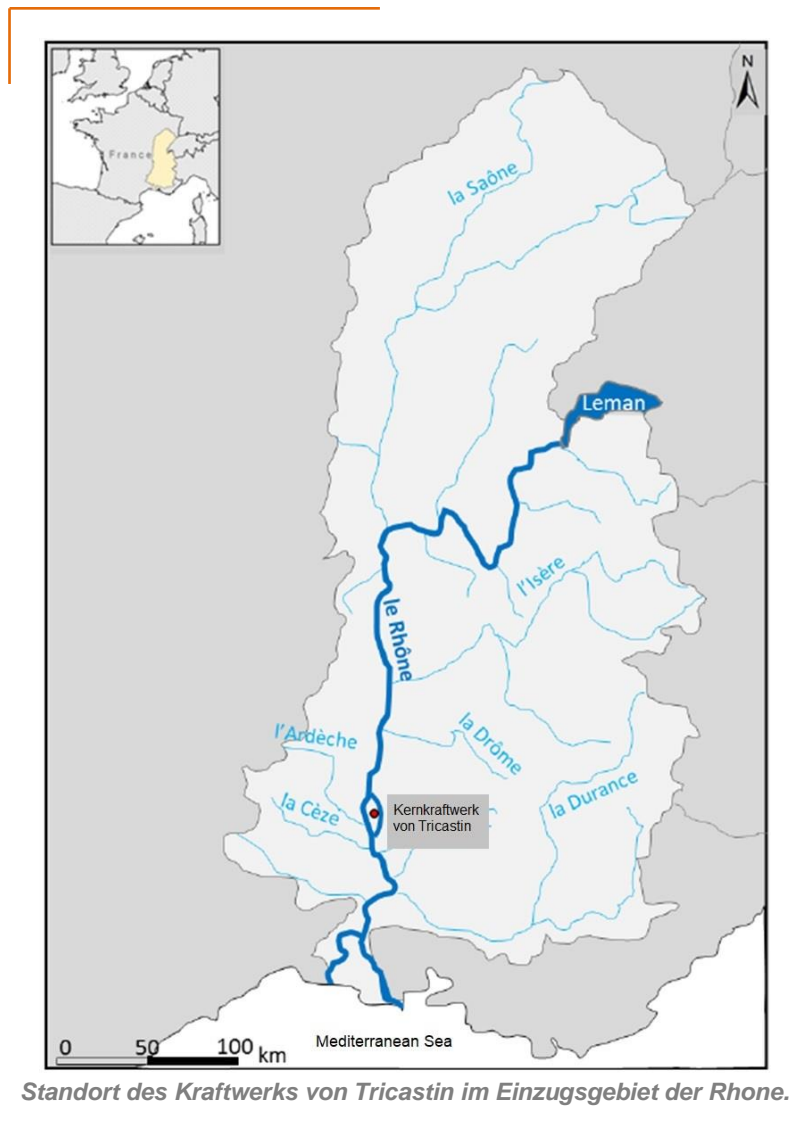 France
N
la Saône
Leman
l'Isère
le Rhône
l'Ardèche
la Drôme
la Durance
la Cèze
Kernkraftwerk
von Tricastin
Mediterranean Sea
0 50 100 km
Standort des Kraftwerks von Tricastin im Einzugsgebiet der Rhone.